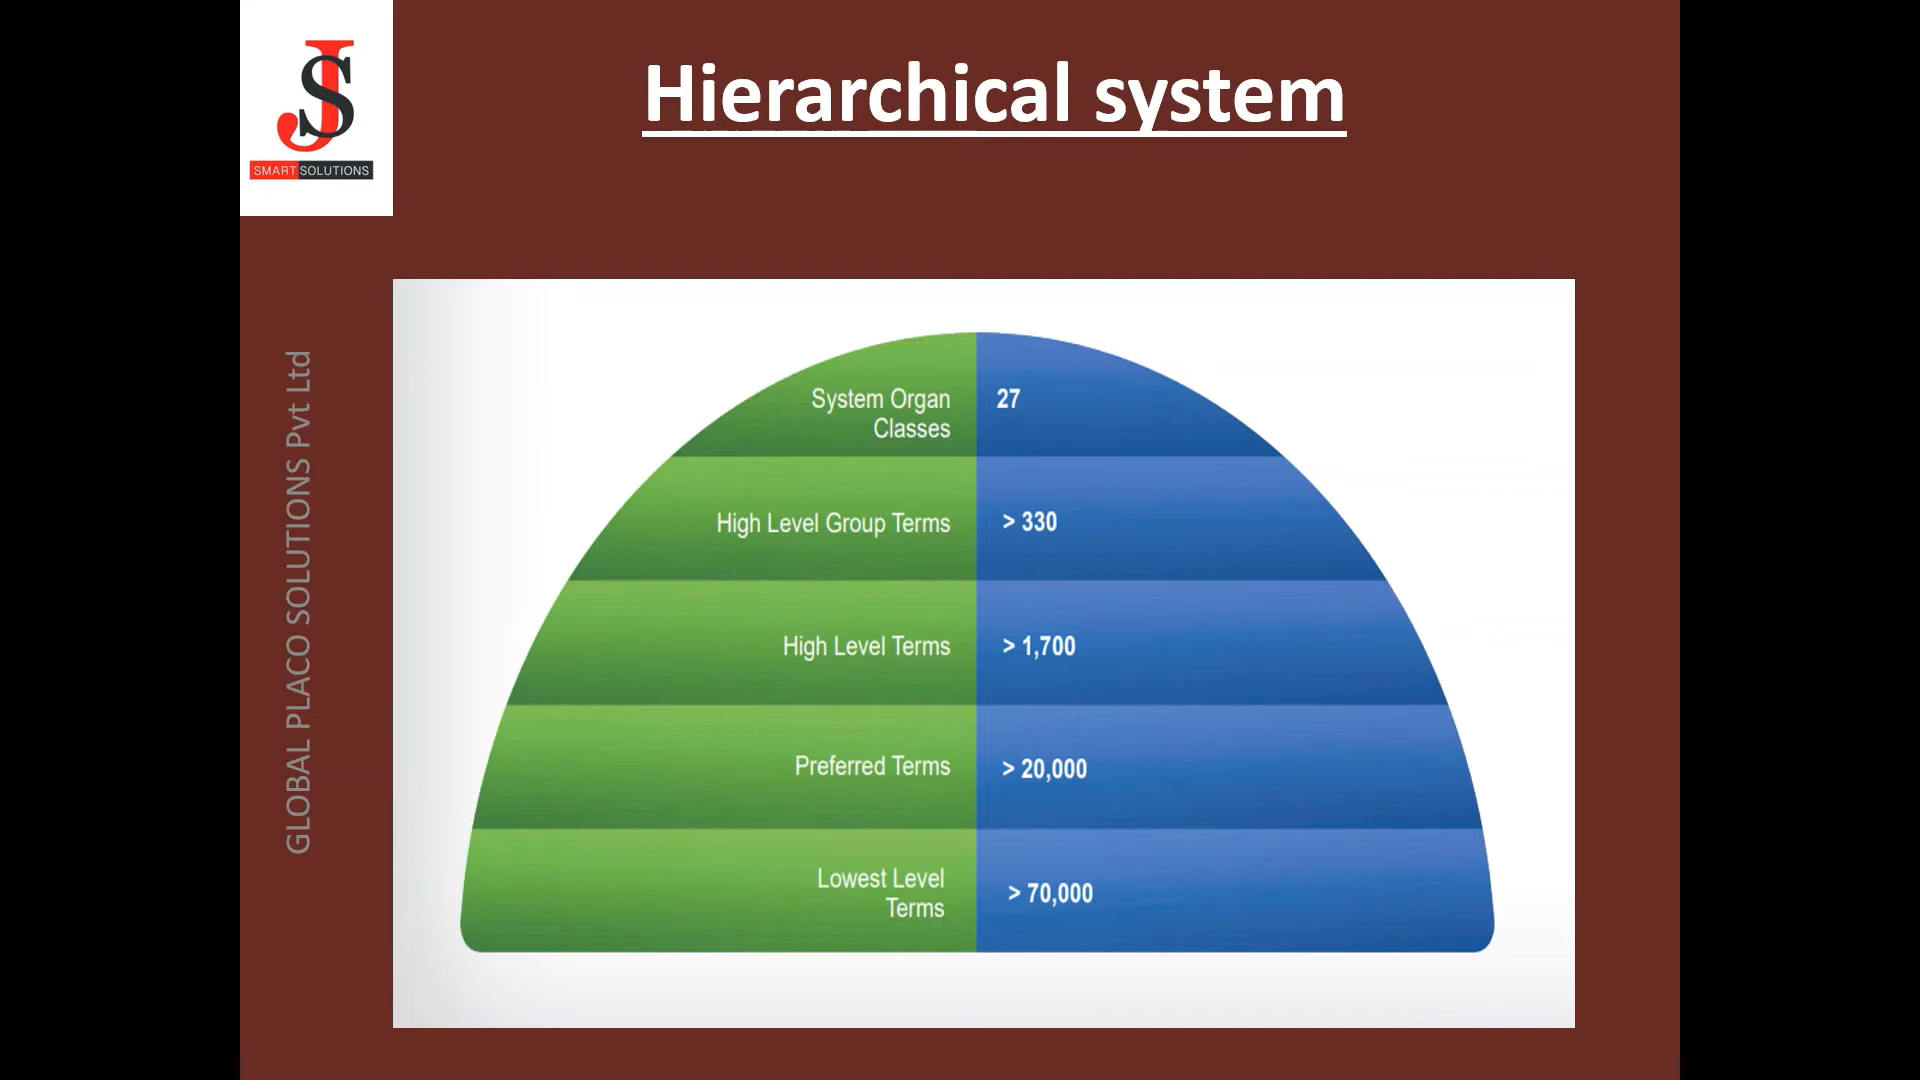 JS
SMART SOLUTIONS
Hierarchical system
GLOBAL PLACO SOLUTIONS Pvt Ltd
System Organ
Classes
27
High Level Group Terms
> 330
High Level Terms
> 1,700
Preferred Terms
> 20,000
Lowest Level
Terms
> 70,000